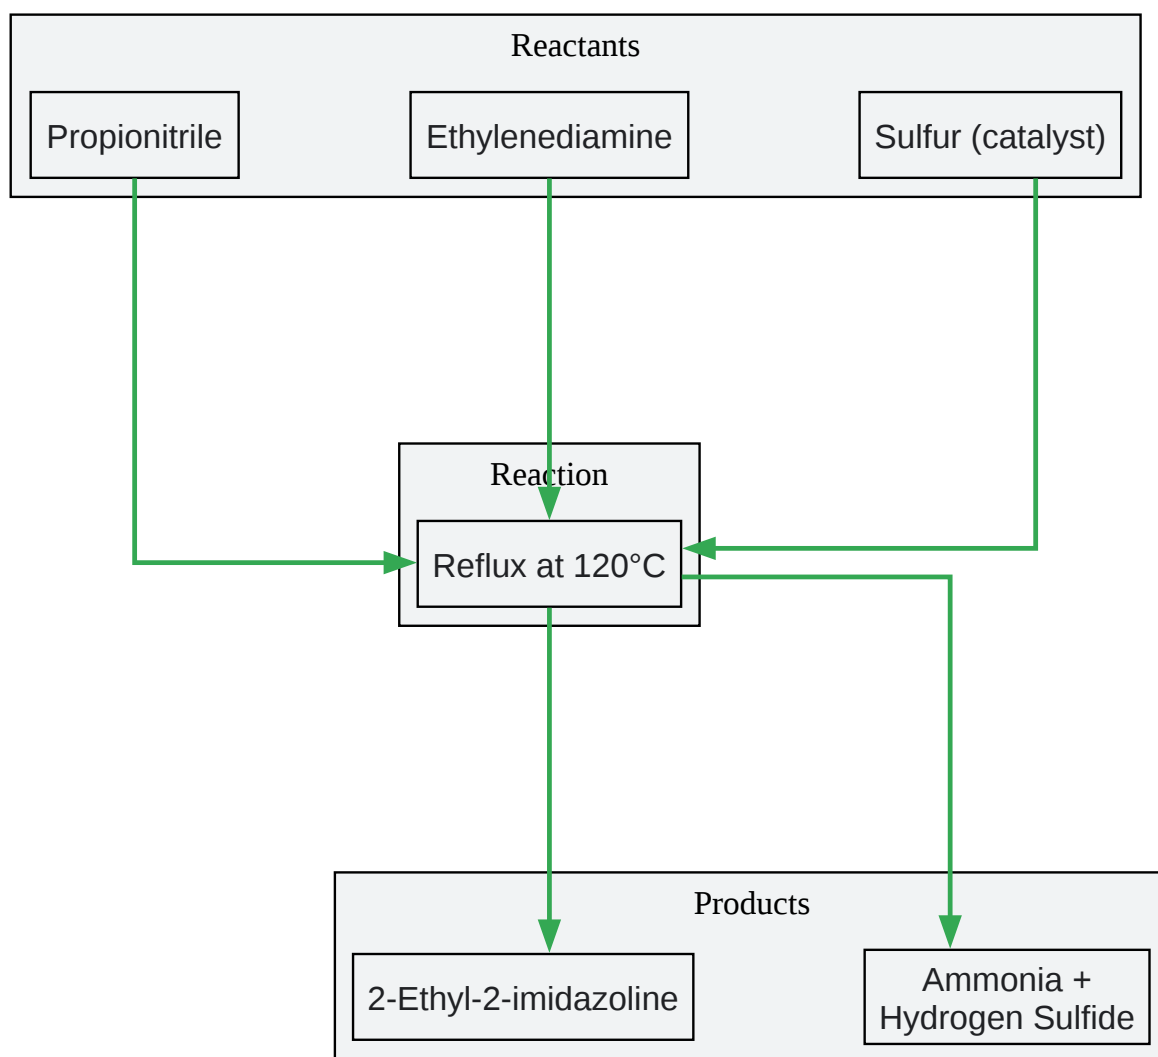 Reactants
Propionitrile
Ethylenediamine
Sulfur (catalyst)
Reaction
Reflux at 120°C
Products
2-Ethyl-2-imidazoline
Ammonia +
Hydrogen Sulfide